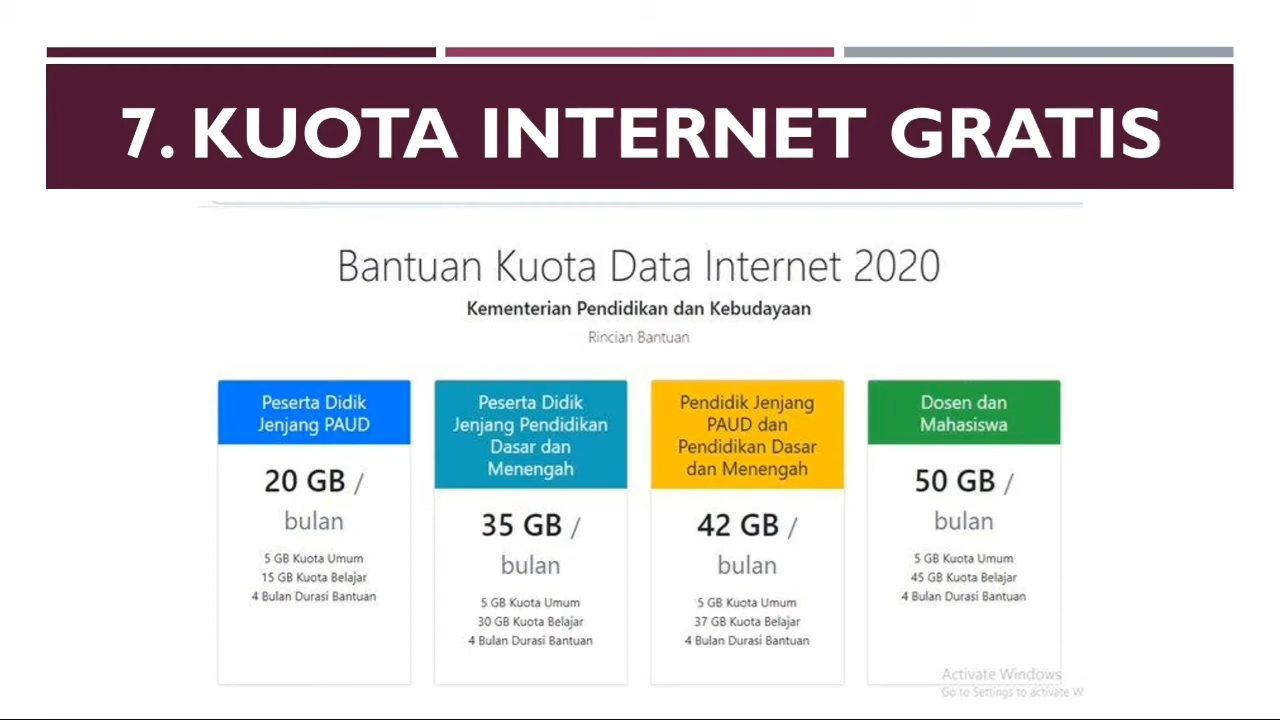 7. KUOTA INTERNET GRATIS
Bantuan Kuota Data Internet 2020
Kementerian Pendidikan dan Kebudayaan
Rincian Bantuan
Peserta Didik
Jenjang PAUD
20 GB /
bulan
5 GB Kuota Umum
15 GB Kuota Belajar
4 Bulan Durasi Bantuan
Peserta Didik
Jenjang Pendidikan
Dasar dan
Menengah
35 GB /
bulan
5 GB Kuota Umum
30 GB Kuota Belajar
4 Bulan Durasi Bantuan
Pendidik Jenjang
PAUD dan
Pendidikan Dasar
dan Menengah
42 GB /
bulan
5 GB Kuota Umum
37 GB Kuota Belajar
4 Bulan Durasi Bantuan
Dosen dan
Mahasiswa
50 GB /
bulan
5 GB Kuota Umum
45 GB Kuota Belajar
4 Bulan Durasi Bantuan
Activate Windows
Go to Settings to activate W